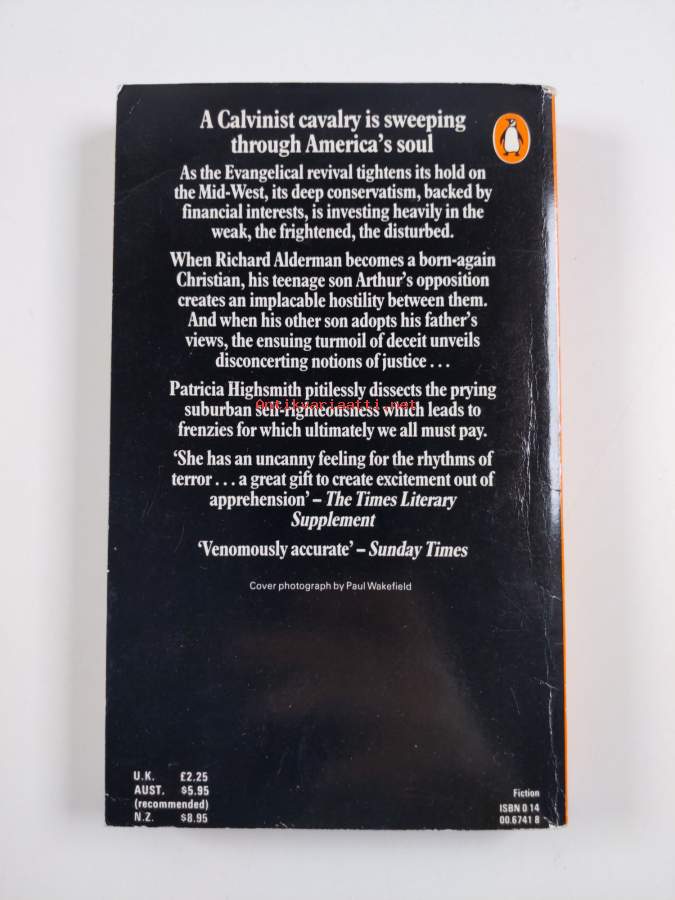 A Calvinist cavalry is sweeping
through America's soul
As the Evangelical revival tightens its hold on
the Mid-West, its deep conservatism, backed by
financial interests, is investing heavily in the
weak, the frightened, the disturbed.
When Richard Alderman becomes a born-again
Christian, his teenage son Arthur's opposition
creates an implacable hostility between them.
And when his other son adopts his father's
views, the ensuing turmoil of deceit unveils
disconcerting notions of justice . . .
Patricia Highsmith pitilessly dissects the prying
suburban self-righteousness which leads to
Antikvariaatti.net
frenzies for which ultimately we all must pay.
‘She has an uncanny feeling for the rhythms of
terror . . . a great gift to create excitement out of
apprehension’ – The Times Literary
Supplement
‘Venomously accurate’ – Sunday Times
Cover photograph by Paul Wakefield
U.K. £2.25
AUST. $5.95
(recommended)
N.Z. $8.95
Fiction
ISBN 0 14
00.6741 8